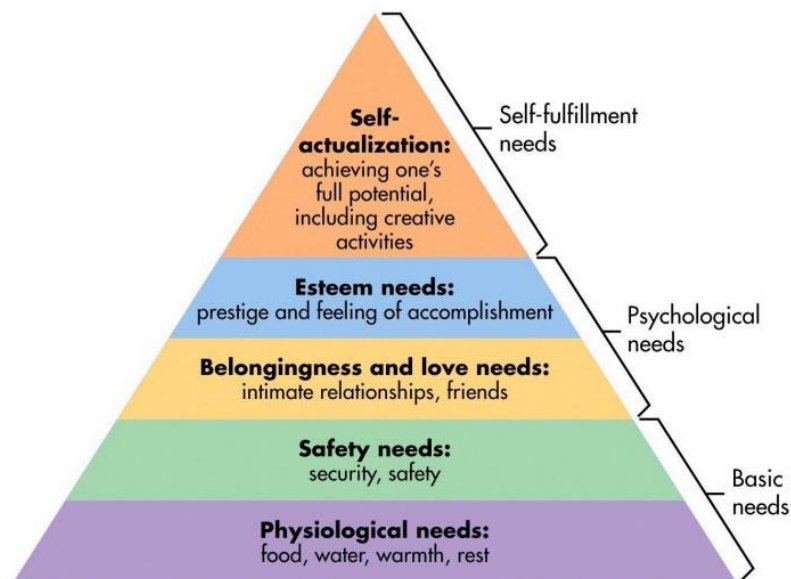 Self-
actualization:
achieving one's
full potential,
including creative
activities
Self-fulfillment
needs
Esteem needs:
prestige and feeling of accomplishment
Belongingness and love needs:
intimate relationships, friends
Psychological
needs
Safety needs:
security, safety
Physiological needs:
food, water, warmth, rest
Basic
needs